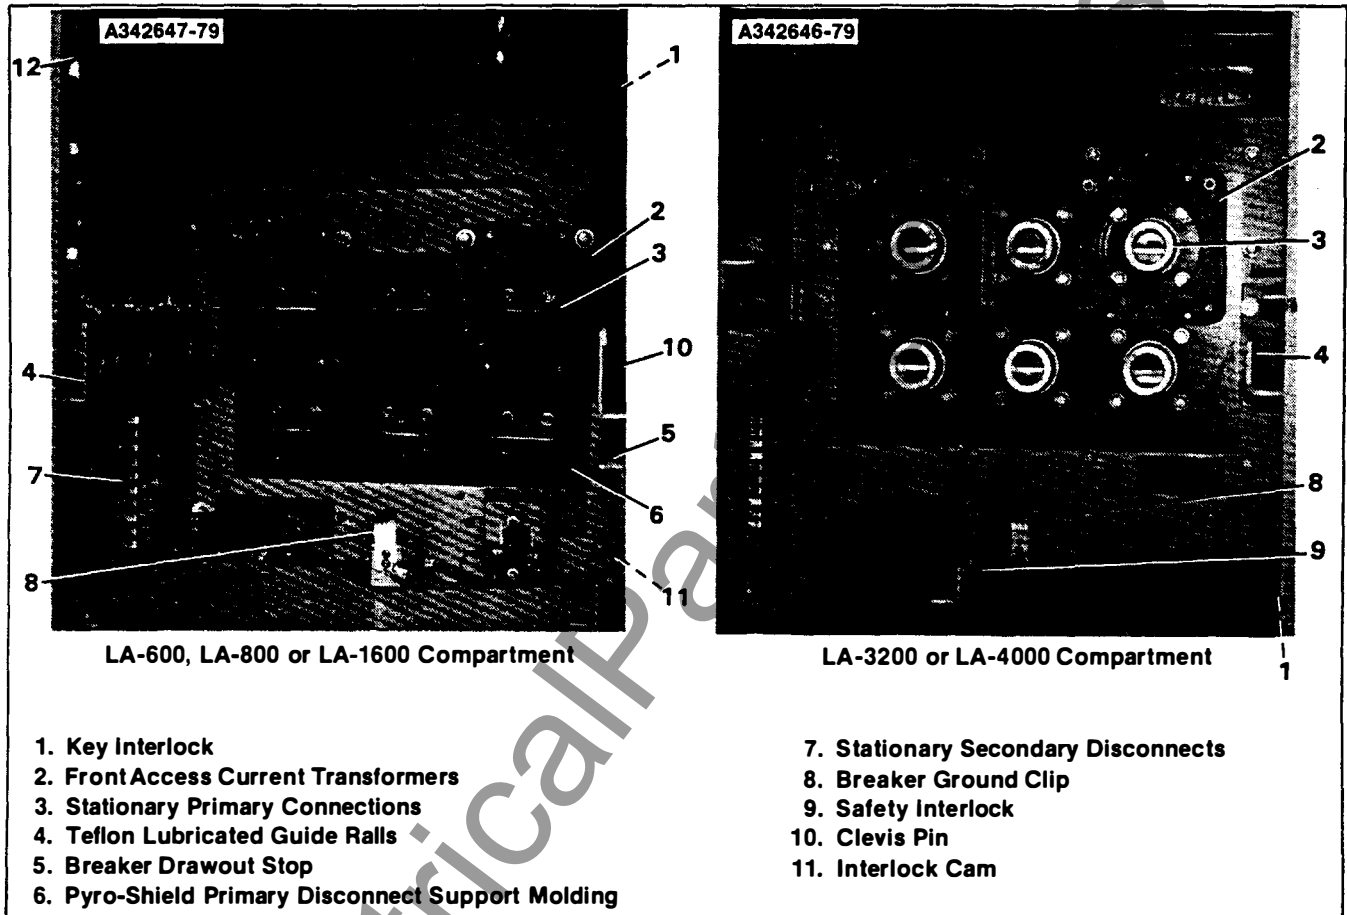 A342647-79
A342646-79
12
1
2
3
10
4
5
7
6
8
11
2
3
4
8
9
1
LA-600, LA-800 or LA-1600 Compartment
LA-3200 or LA-4000 Compartment
1. Key Interlock
2. Front Access Current Transformers
3. Stationary Primary Connections
4. Teflon Lubricated Guide Rails
5. Breaker Drawout Stop
6. Pyro-Shield Primary Disconnect Support Molding
7. Stationary Secondary Disconnects
8. Breaker Ground Clip
9. Safety Interlock
10. Clevis Pin
11. Interlock Cam